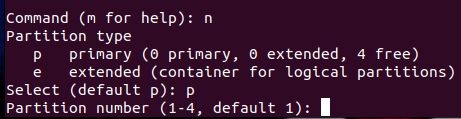 Command (m for help): n
Partition type
   p   primary (0 primary, 0 extended, 4 free)
   e   extended (container for logical partitions)
Select (default p): p
Partition number (1-4, default 1):